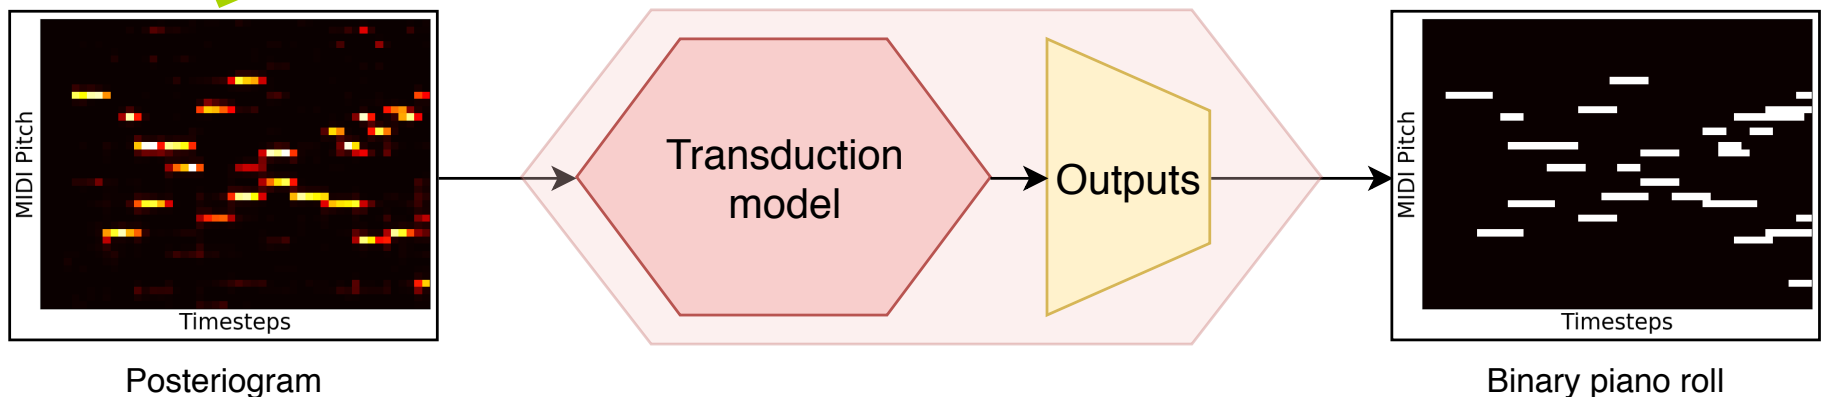 MIDI Pitch
Timesteps
Posteriogram
Transduction
model
Outputs
MIDI Pitch
Timesteps
Binary piano roll